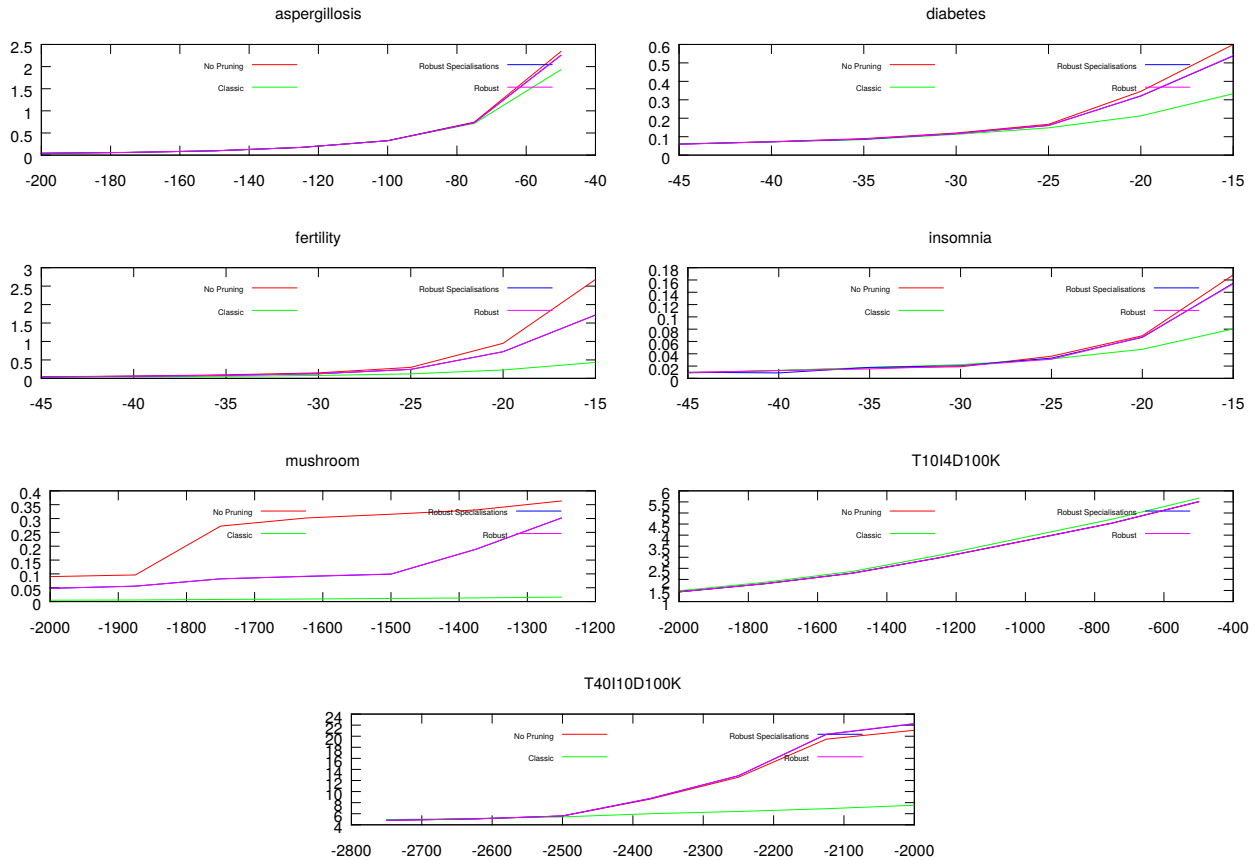 aspergillosis
2.5
2
1.5
1
0.5
0
No Pruning
Classic
Robust Specialisations
Robust
-200 -180 -160 -140 -120 -100 -80 -60 -40
diabetes
0.6
0.5
0.4
0.3
0.2
0.1
0
No Pruning
Classic
Robust Specialisations
Robust
-45 -40 -35 -30 -25 -20 -15
fertility
3
2.5
2
1.5
1
0.5
0
No Pruning
Classic
Robust Specialisations
Robust
-45 -40 -35 -30 -25 -20 -15
insomnia
0.18
0.16
0.14
0.12
0.1
0.08
0.06
0.04
0.02
0
No Pruning
Classic
Robust Specialisations
Robust
-45 -40 -35 -30 -25 -20 -15
mushroom
0.4
0.35
0.3
0.25
0.2
0.15
0.1
0.05
0
No Pruning
Classic
Robust Specialisations
Robust
-2000 -1900 -1800 -1700 -1600 -1500 -1400 -1300 -1200
T10I4D100K
6
5.5
5
4.5
4
3.5
3
2.5
2
1.5
1
No Pruning
Classic
Robust Specialisations
Robust
-2000 -1800 -1600 -1400 -1200 -1000 -800 -600 -400
T40I10D100K
24
22
20
18
16
14
12
10
8
6
4
No Pruning
Classic
Robust Specialisations
Robust
-2800 -2700 -2600 -2500 -2400 -2300 -2200 -2100 -2000